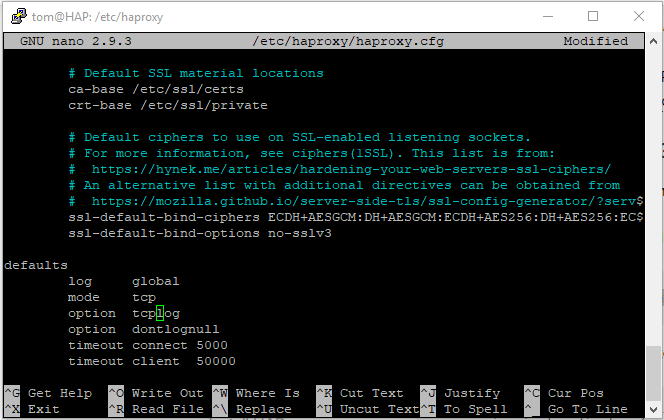 tom@HAP: /etc/haproxy
GNU nano 2.9.3 /etc/haproxy/haproxy.cfg Modified
# Default SSL material locations
ca-base /etc/ssl/certs
crt-base /etc/ssl/private
# Default ciphers to use on SSL-enabled listening sockets.
# For more information, see ciphers(1SSL). This list is from:
#  https://hynek.me/articles/hardening-your-web-servers-ssl-ciphers/
# An alternative list with additional directives can be obtained from
#  https://mozilla.github.io/server-side-tls/ssl-config-generator/?serv$
ssl-default-bind-ciphers ECDH+AESGCM:DH+AESGCM:ECDH+AES256:DH+AES256:EC$
ssl-default-bind-options no-sslv3
defaults
log global
mode tcp
option tcplog
option dontlognull
timeout connect 5000
timeout client 50000
^G Get Help ^O Write Out ^W Where Is ^K Cut Text ^J Justify ^C Cur Pos
^X Exit ^R Read File ^\ Replace ^U Uncut Text ^T To Spell ^_ Go To Line